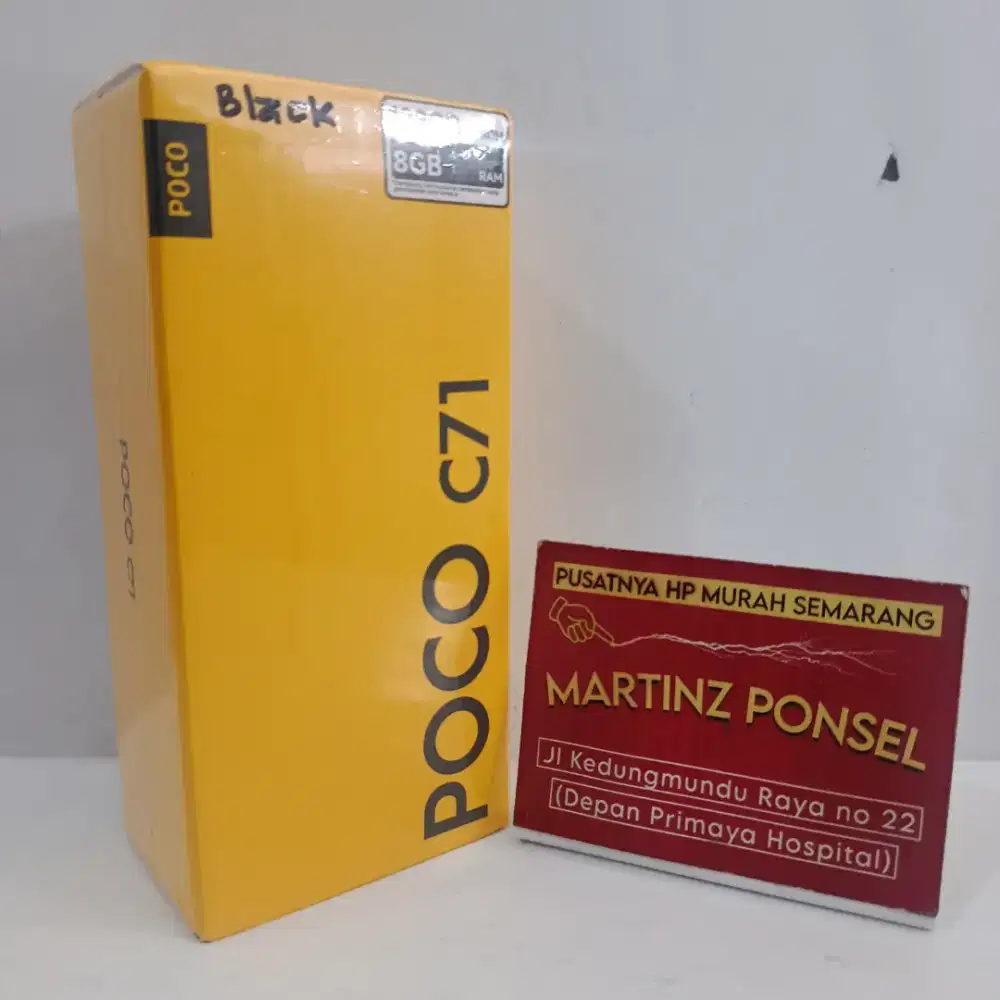 Black
POCO
8GB
RAM
POCO C71
POCO C71
PUSATNYA HP MURAH SEMARANG
MARTINZ PONSEL
Jl Kedungmundu Raya no 22
(Depan Primaya Hospital)